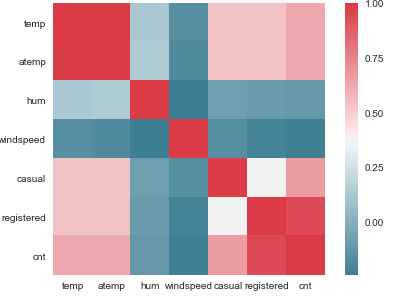 temp
atemp
hum
windspeed
casual
registered
cnt
temp atemp hum windspeed casual registered cnt
1.00
0.75
0.50
0.25
0.00